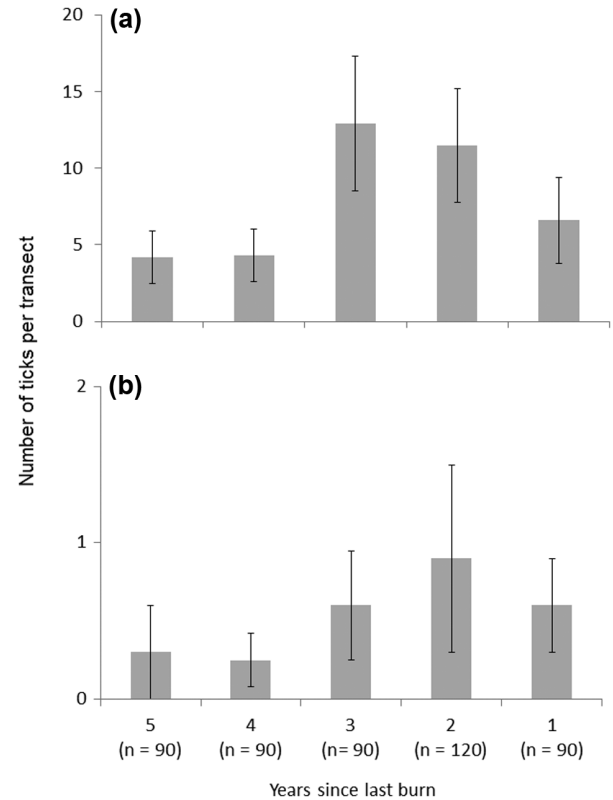 (a)
20
15
10
5
0
Number of ticks per transect
(b)
2
1
0
5 4 3 2 1
(n = 90) (n = 90) (n= 90) (n = 120) (n = 90)
Years since last burn